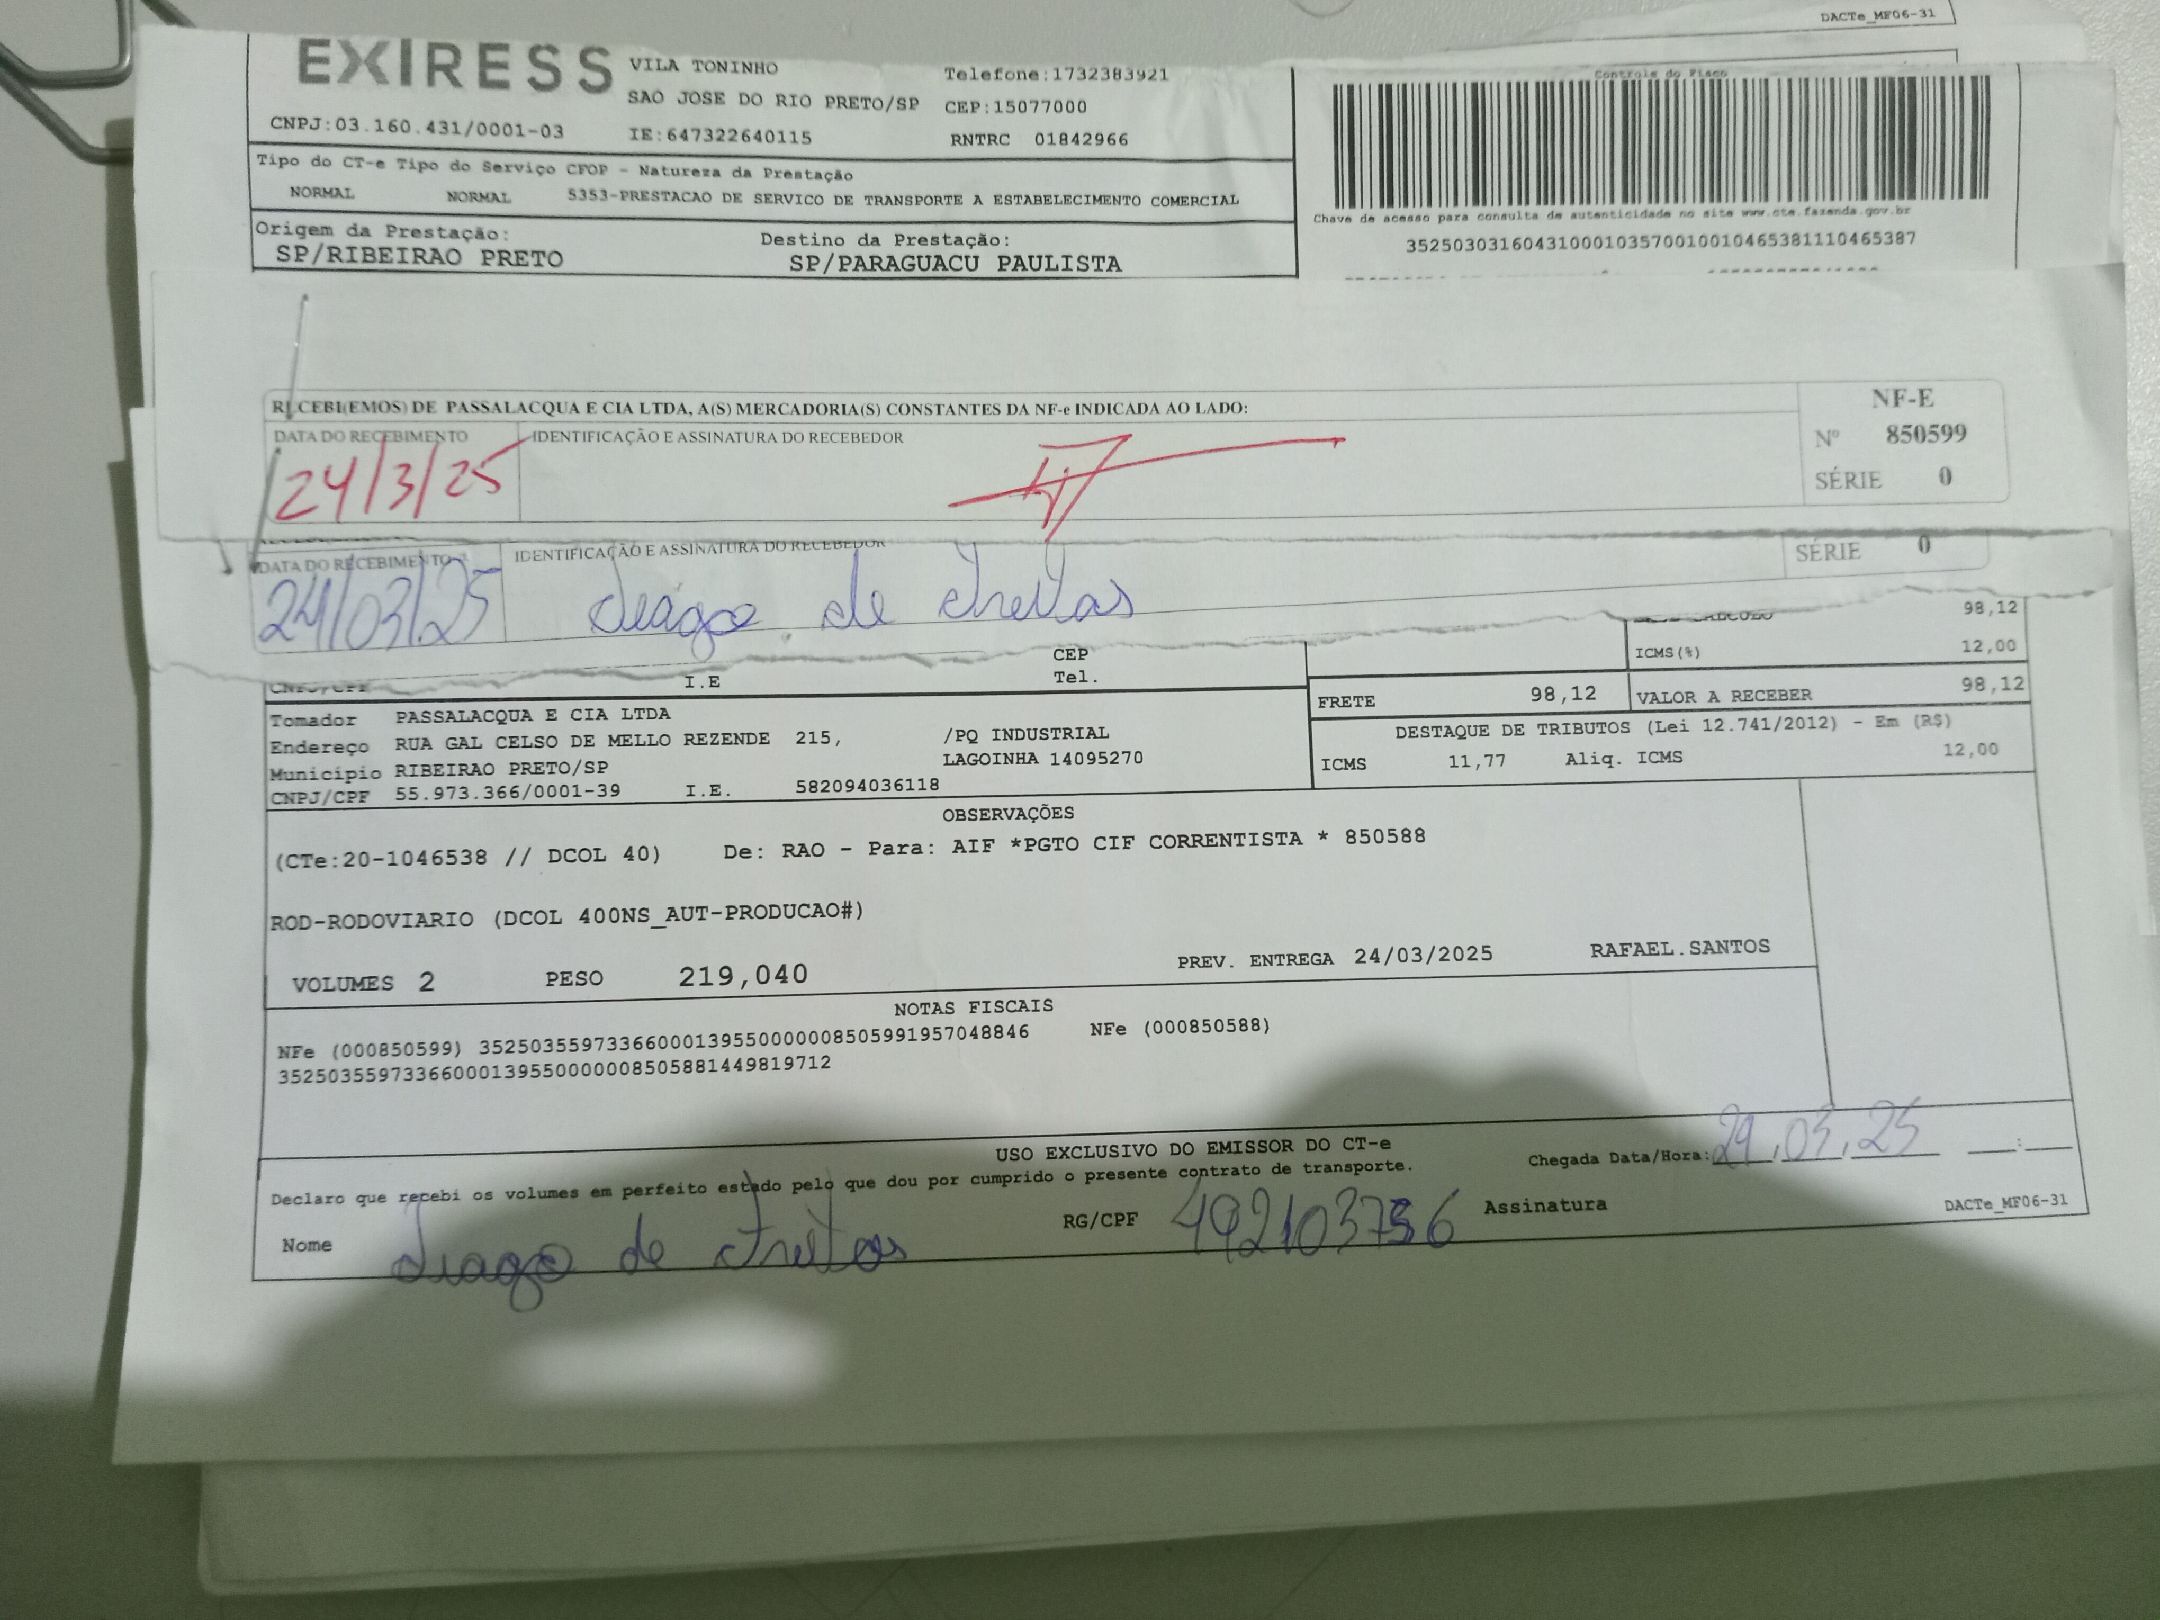 DACTe_MF06-31
EXIRESS
VILA TONINHO
Telefone:1732383921
SAO JOSE DO RIO PRETO/SP CEP:15077000
CNPJ:03.160.431/0001-03 IE:647322640115 RNTRC 01842966
Controle do Fisco
Tipo do CT-e Tipo do Serviço CFOP - Natureza da Prestação
NORMAL NORMAL 5353-PRESTACAO DE SERVICO DE TRANSPORTE A ESTABELECIMENTO COMERCIAL
Chave de acesso para consulta de autenticidade no site www.cte.fazenda.gov.br
35250303160431000103570010010465381110465387
Origem da Prestação: Destino da Prestação:
SP/RIBEIRAO PRETO SP/PARAGUACU PAULISTA
RECEBI(EMOS) DE PASSALACQUA E CIA LTDA, A(S) MERCADORIA(S) CONSTANTES DA NF-e INDICADA AO LADO:
NF-E
Nº 850599
SÉRIE 0
DATA DO RECEBIMENTO IDENTIFICAÇÃO E ASSINATURA DO RECEBEDOR
24/3/25
DATA DO RECEBIMENTO IDENTIFICAÇÃO E ASSINATURA DO RECEBEDOR SÉRIE 0
24/03/25 diago de freitas
98,12
CEP ICMS(%) 12,00
CNPJ/CPF I.E Tel.
FRETE 98,12 VALOR A RECEBER 98,12
Tomador PASSALACQUA E CIA LTDA
Endereço RUA GAL CELSO DE MELLO REZENDE 215, /PQ INDUSTRIAL
DESTAQUE DE TRIBUTOS (Lei 12.741/2012) - Em (R$)
Município RIBEIRAO PRETO/SP LAGOINHA 14095270
ICMS 11,77 Aliq. ICMS 12,00
CNPJ/CPF 55.973.366/0001-39 I.E. 582094036118
OBSERVAÇÕES
(CTe:20-1046538 // DCOL 40) De: RAO - Para: AIF *PGTO CIF CORRENTISTA * 850588
ROD-RODOVIARIO (DCOL 400NS_AUT-PRODUCAO#)
VOLUMES 2 PESO 219,040 PREV. ENTREGA 24/03/2025 RAFAEL.SANTOS
NOTAS FISCAIS
NFe (000850599) 35250355973366000139550000008505991957048846 NFe (000850588)
35250355973366000139550000008505881449819712
USO EXCLUSIVO DO EMISSOR DO CT-e
Declaro que recebi os volumes em perfeito estado pelo que dou por cumprido o presente contrato de transporte.
Chegada Data/Hora: 24,03,25 :
Nome diago de freitas RG/CPF Assinatura
DACTe_MF06-31